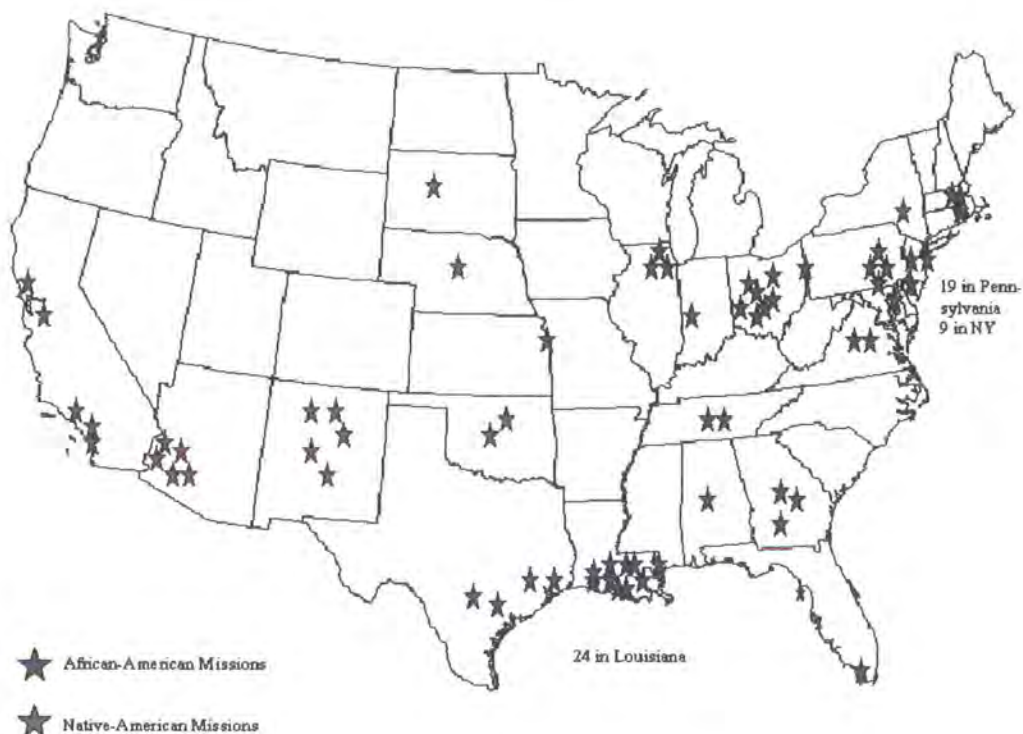 19 in Penn-
sylvania
9 in NY
24 in Louisiana
African-American Missions
Native-American Missions